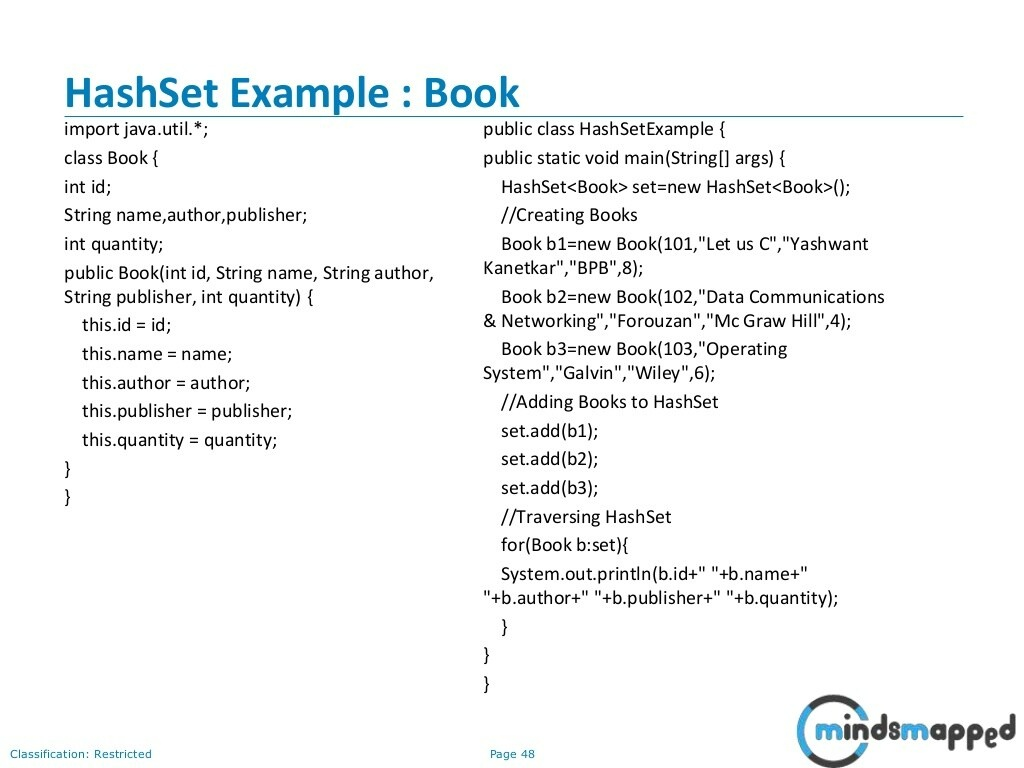 HashSet Example : Book
import java.util.*;
class Book {
int id;
String name,author,publisher;
int quantity;
public Book(int id, String name, String author,
String publisher, int quantity) {
this.id = id;
this.name = name;
this.author = author;
this.publisher = publisher;
this.quantity = quantity;
}
}
public class HashSetExample {
public static void main(String[] args) {
HashSet<Book> set=new HashSet<Book>();
//Creating Books
Book b1=new Book(101,"Let us C","Yashwant
Kanetkar","BPB",8);
Book b2=new Book(102,"Data Communications
& Networking","Forouzan","Mc Graw Hill",4);
Book b3=new Book(103,"Operating
System","Galvin","Wiley",6);
//Adding Books to HashSet
set.add(b1);
set.add(b2);
set.add(b3);
//Traversing HashSet
for(Book b:set){
System.out.println(b.id+" "+b.name+"
"+b.author+" "+b.publisher+" "+b.quantity);
}
}
}
Classification: Restricted
Page 48
mindsmapped